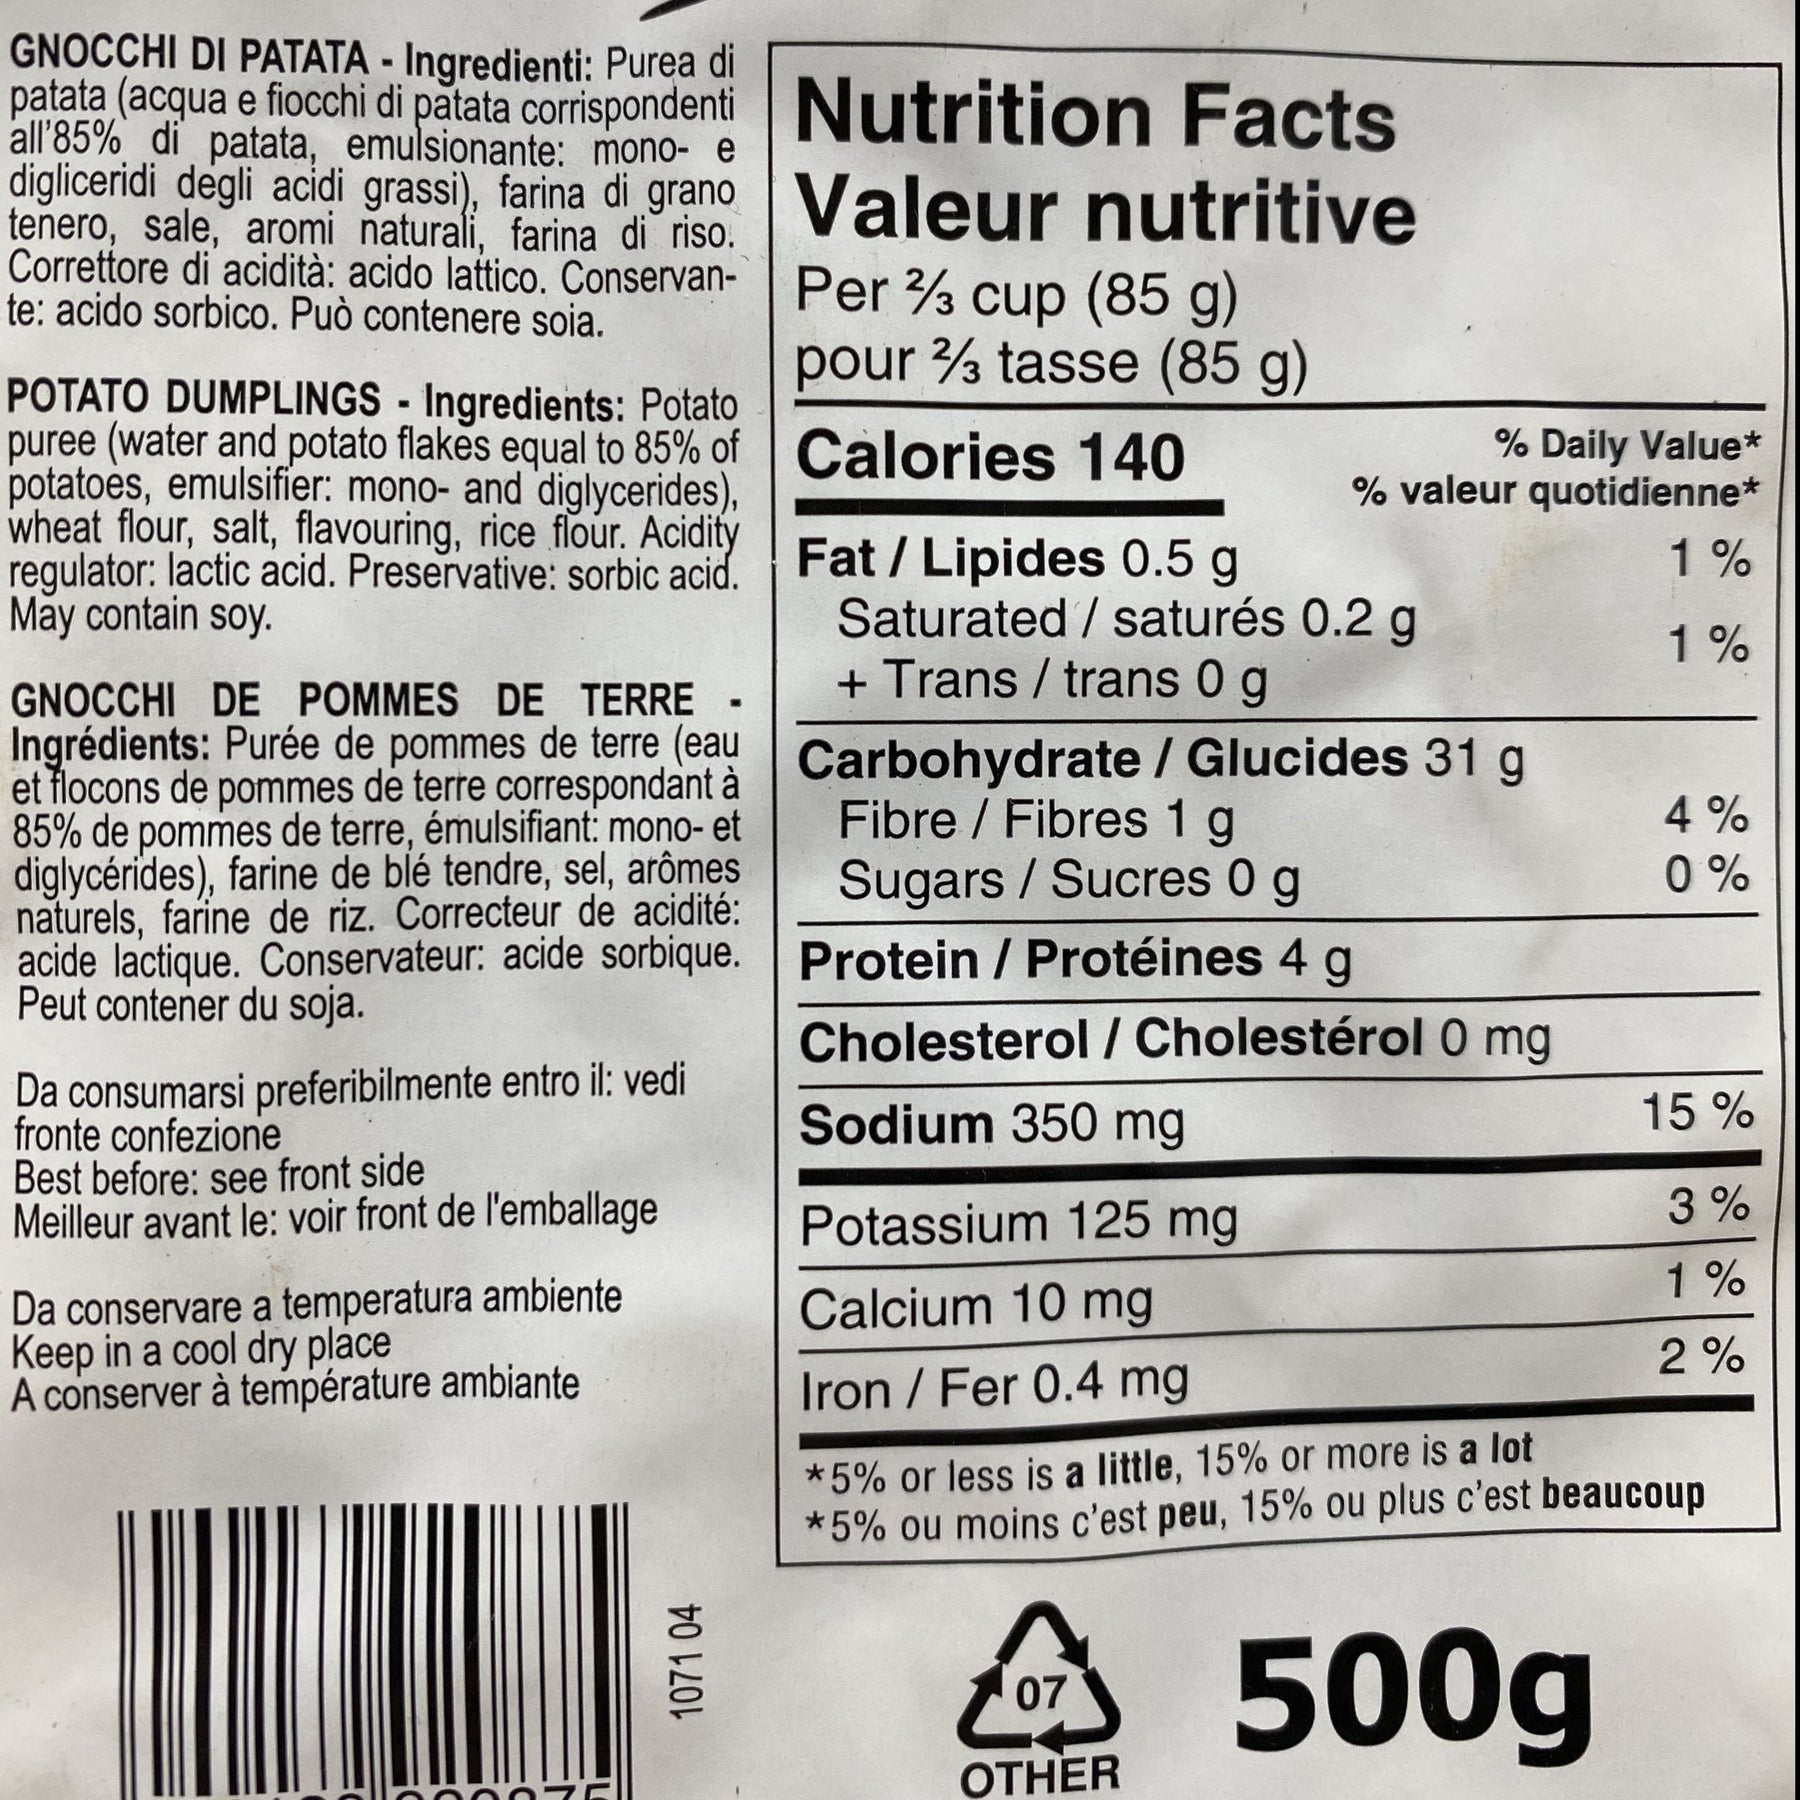 GNOCCHI DI PATATA - Ingredienti: Purea di
patata (acqua e fiocchi di patata corrispondenti
all'85% di patata, emulsionante: mono- e
digliceridi degli acidi grassi), farina di grano
tenero, sale, aromi naturali, farina di riso.
Correttore di acidità: acido lattico. Conservan-
te: acido sorbico. Può contenere soia.
POTATO DUMPLINGS - Ingredients: Potato
puree (water and potato flakes equal to 85% of
potatoes, emulsifier: mono- and diglycerides),
wheat flour, salt, flavouring, rice flour. Acidity
regulator: lactic acid. Preservative: sorbic acid.
May contain soy.
GNOCCHI DE POMMES DE TERRE -
Ingrédients: Purée de pommes de terre (eau
et flocons de pommes de terre correspondant à
85% de pommes de terre, émulsifiant: mono- et
diglycérides), farine de blé tendre, sel, arômes
naturels, farine de riz. Correcteur de acidité:
acide lactique. Conservateur: acide sorbique.
Peut contener du soja.
Da consumarsi preferibilmente entro il: vedi
fronte confezione
Best before: see front side
Meilleur avant le: voir front de l'emballage
Da conservare a temperatura ambiente
Keep in a cool dry place
A conserver à température ambiante
1071 04
Nutrition Facts
Valeur nutritive
Per ⅔ cup (85 g)
pour ⅔ tasse (85 g)
Calories 140
% Daily Value*
% valeur quotidienne*
Fat / Lipides 0.5 g 1 %
Saturated / saturés 0.2 g
+ Trans / trans 0 g 1 %
Carbohydrate / Glucides 31 g
Fibre / Fibres 1 g 4 %
Sugars / Sucres 0 g 0 %
Protein / Protéines 4 g
Cholesterol / Cholestérol 0 mg
Sodium 350 mg 15 %
Potassium 125 mg 3 %
Calcium 10 mg 1 %
Iron / Fer 0.4 mg 2 %
*5% or less is a little, 15% or more is a lot
*5% ou moins c'est peu, 15% ou plus c'est beaucoup
07
OTHER
500g